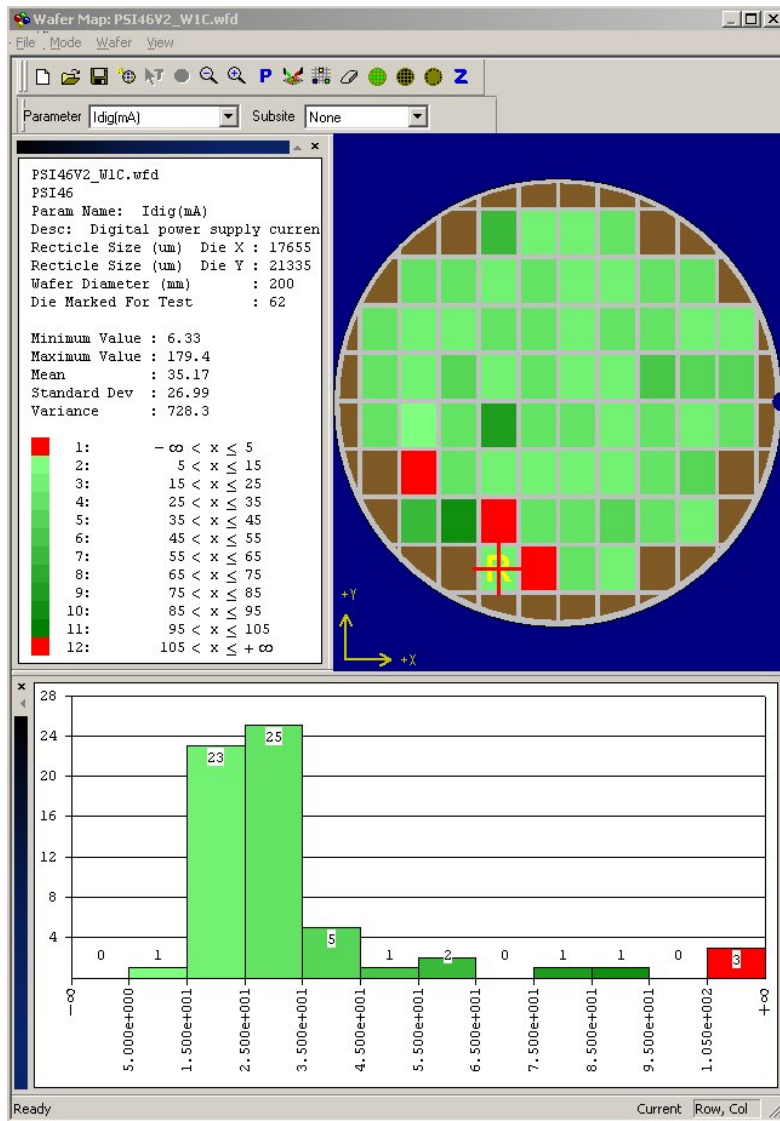 Wafer Map: PSI46V2_W1C.wfd
File Mode Wafer View
P Z
Parameter Idig(mA) Subsite None
PSI46V2_W1C.wfd
PSI46
Param Name: Idig(mA)
Desc: Digital power supply curren
Recticle Size (um) Die X : 17655
Recticle Size (um) Die Y : 21335
Wafer Diameter (mm) : 200
Die Marked For Test : 62
Minimum Value : 6.33
Maximum Value : 179.4
Mean : 35.17
Standard Dev : 26.99
Variance : 728.3
1: -∞ < x ≤ 5
2: 5 < x ≤ 15
3: 15 < x ≤ 25
4: 25 < x ≤ 35
5: 35 < x ≤ 45
6: 45 < x ≤ 55
7: 55 < x ≤ 65
8: 65 < x ≤ 75
9: 75 < x ≤ 85
10: 85 < x ≤ 95
11: 95 < x ≤ 105
12: 105 < x ≤ +∞
R
+Y
+X
28
24
20
16
12
8
4
0 1 23 25 5 1 2 0 1 1 0 3
-∞
5.000e+000
1.500e+001
2.500e+001
3.500e+001
4.500e+001
5.500e+001
6.500e+001
7.500e+001
8.500e+001
9.500e+001
1.050e+002
+∞
Ready Current Row, Col